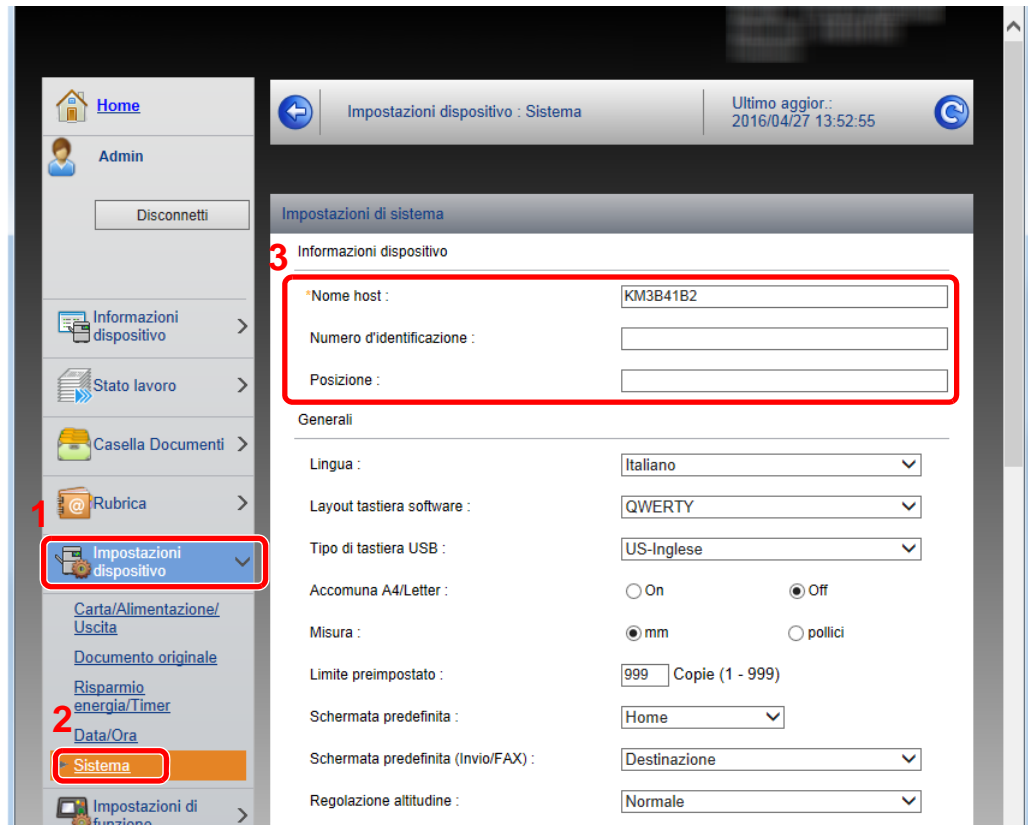 Home
Admin
Disconnetti
Informazioni
dispositivo
Stato lavoro
Casella Documenti
Rubrica
1
Impostazioni
dispositivo
Carta/Alimentazione/
Uscita
Documento originale
Risparmio
energia/Timer
2
Data/Ora
Sistema
Impostazioni di
funzione
Impostazioni dispositivo : Sistema
Ultimo aggior.:
2016/04/27 13:52:55
Impostazioni di sistema
3
Informazioni dispositivo
*Nome host : KM3B41B2
Numero d'identificazione :
Posizione :
Generali
Lingua : Italiano
Layout tastiera software : QWERTY
Tipo di tastiera USB : US-Inglese
Accomuna A4/Letter : On Off
Misura : mm pollici
Limite preimpostato : 999 Copie (1 - 999)
Schermata predefinita : Home
Schermata predefinita (Invio/FAX) : Destinazione
Regolazione altitudine : Normale